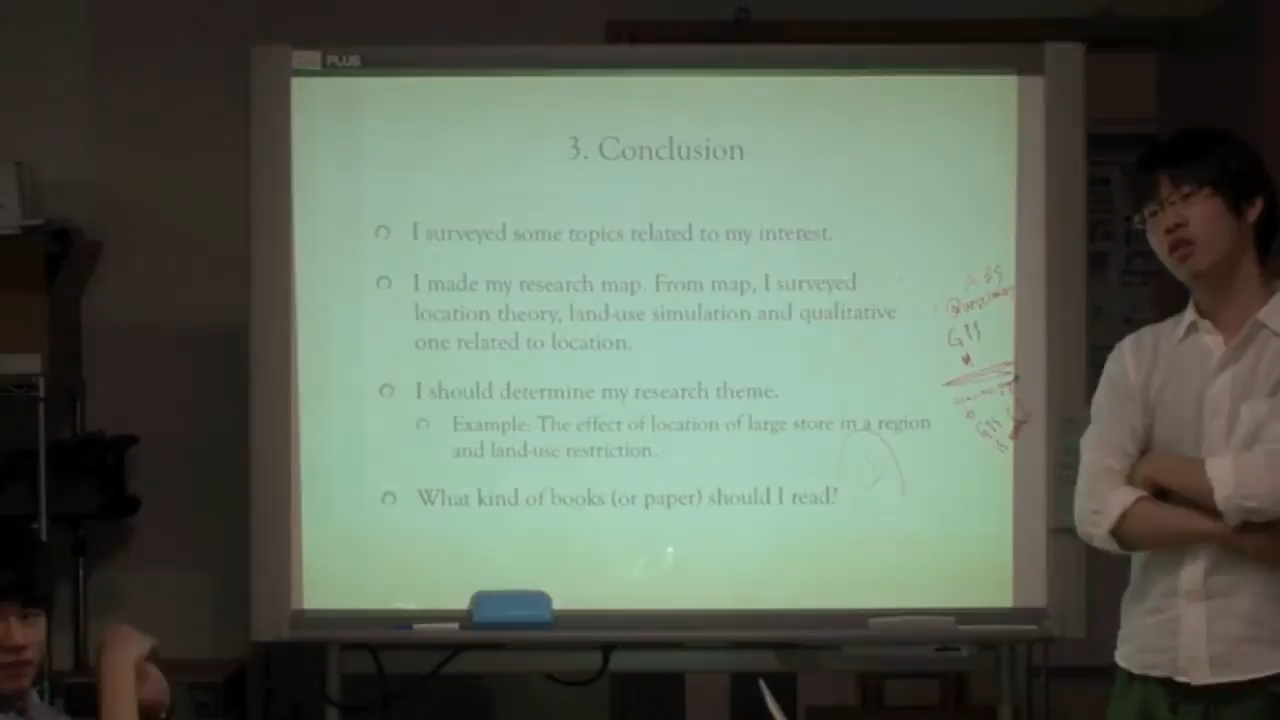 PLUS
3. Conclusion
I surveyed some topics related to my interest.
I made my research map. From map, I surveyed
location theory, land-use simulation and qualitative
one related to location.
I should determine my research theme.
Example: The effect of location of large store in a region
and land-use restriction.
What kind of books (or paper) should I read?
GIS
GIS